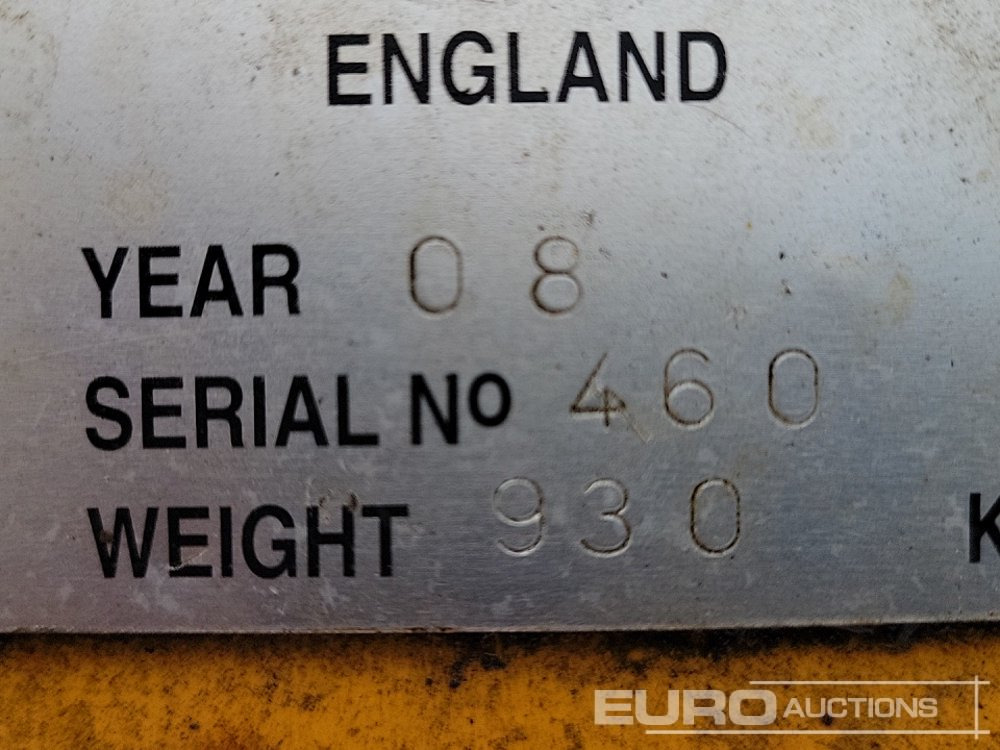 ENGLAND
YEAR 08
SERIAL Nº 460
WEIGHT 930 K
EURO AUCTIONS